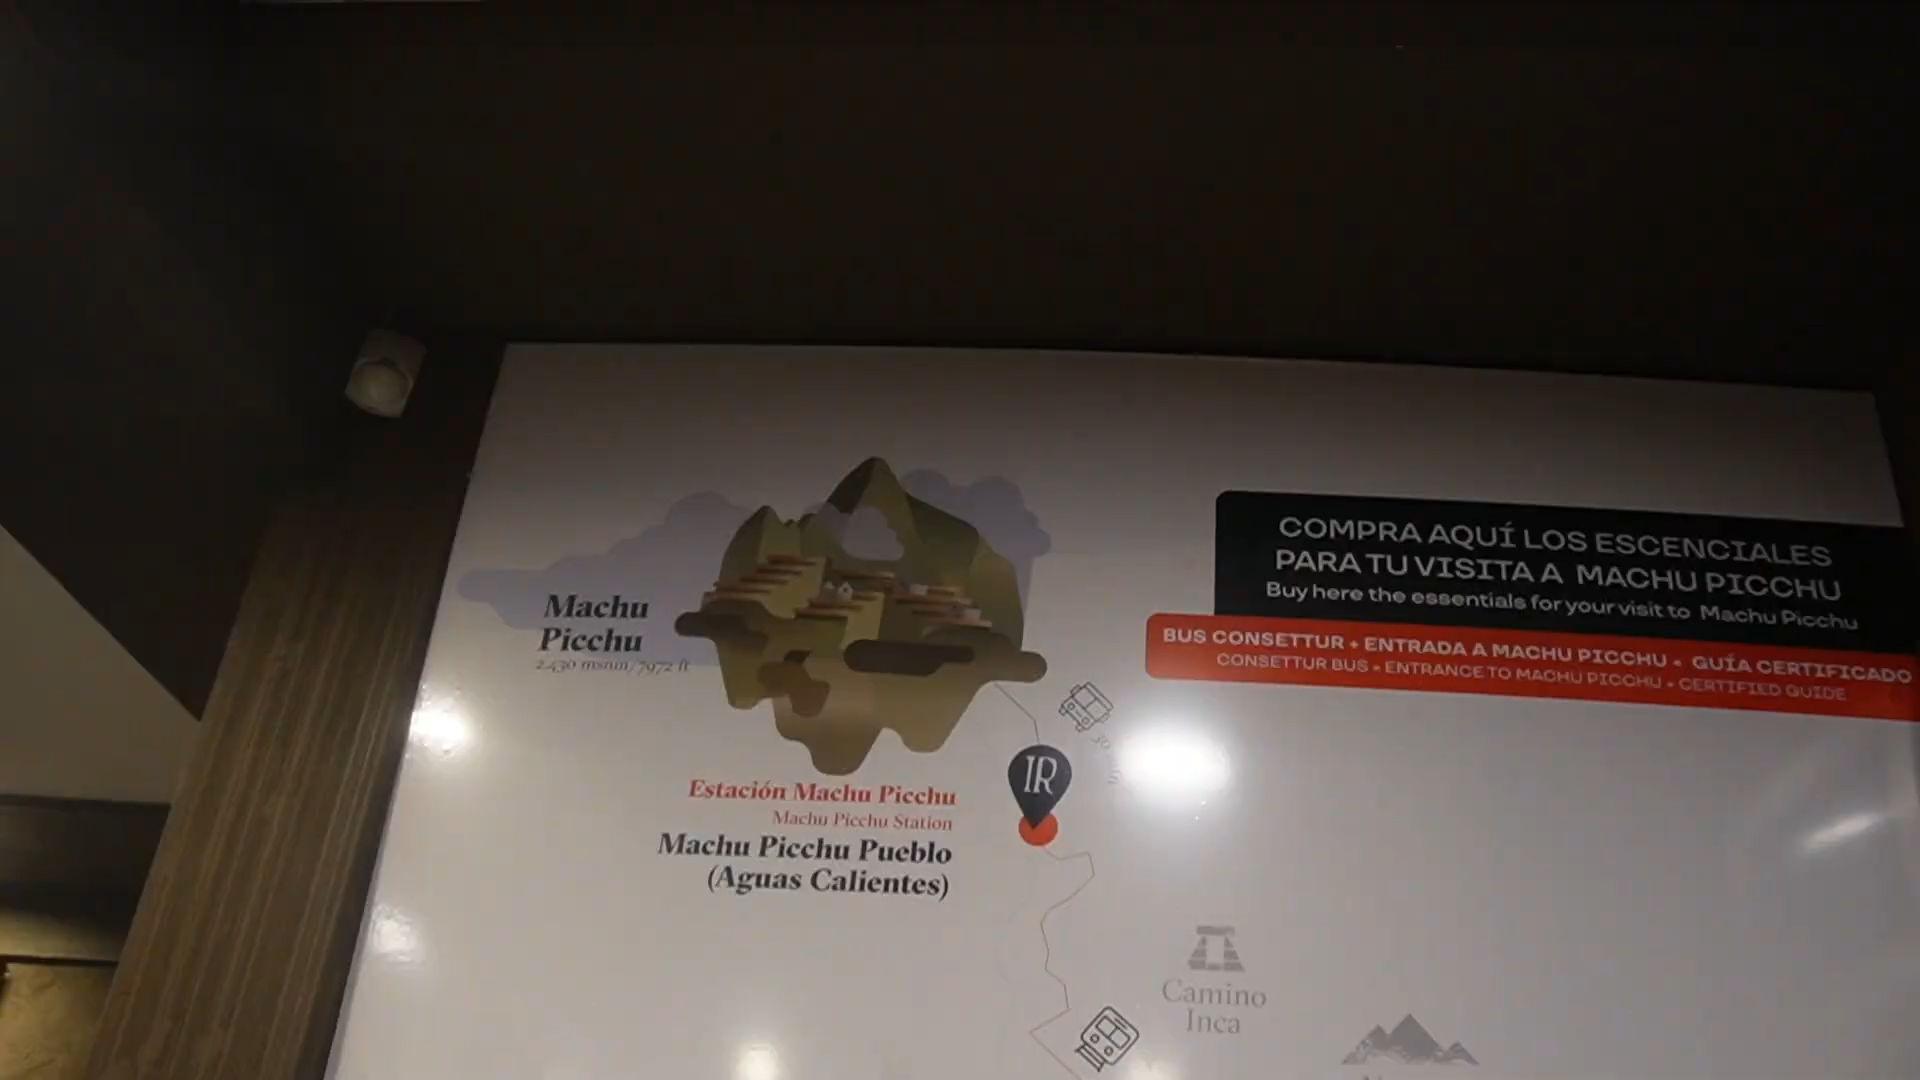 COMPRA AQUÍ LOS ESCENCIALES
PARA TU VISITA A MACHU PICCHU
Buy here the essentials for your visit to Machu Picchu
BUS CONSETTUR • ENTRADA A MACHU PICCHU • GUÍA CERTIFICADO
CONSETTUR BUS • ENTRANCE TO MACHU PICCHU • CERTIFIED GUIDE
Machu
Picchu
2.430 msnm/7972 ft
IR
Estación Machu Picchu
Machu Picchu Station
Machu Picchu Pueblo
(Aguas Calientes)
Camino
Inca